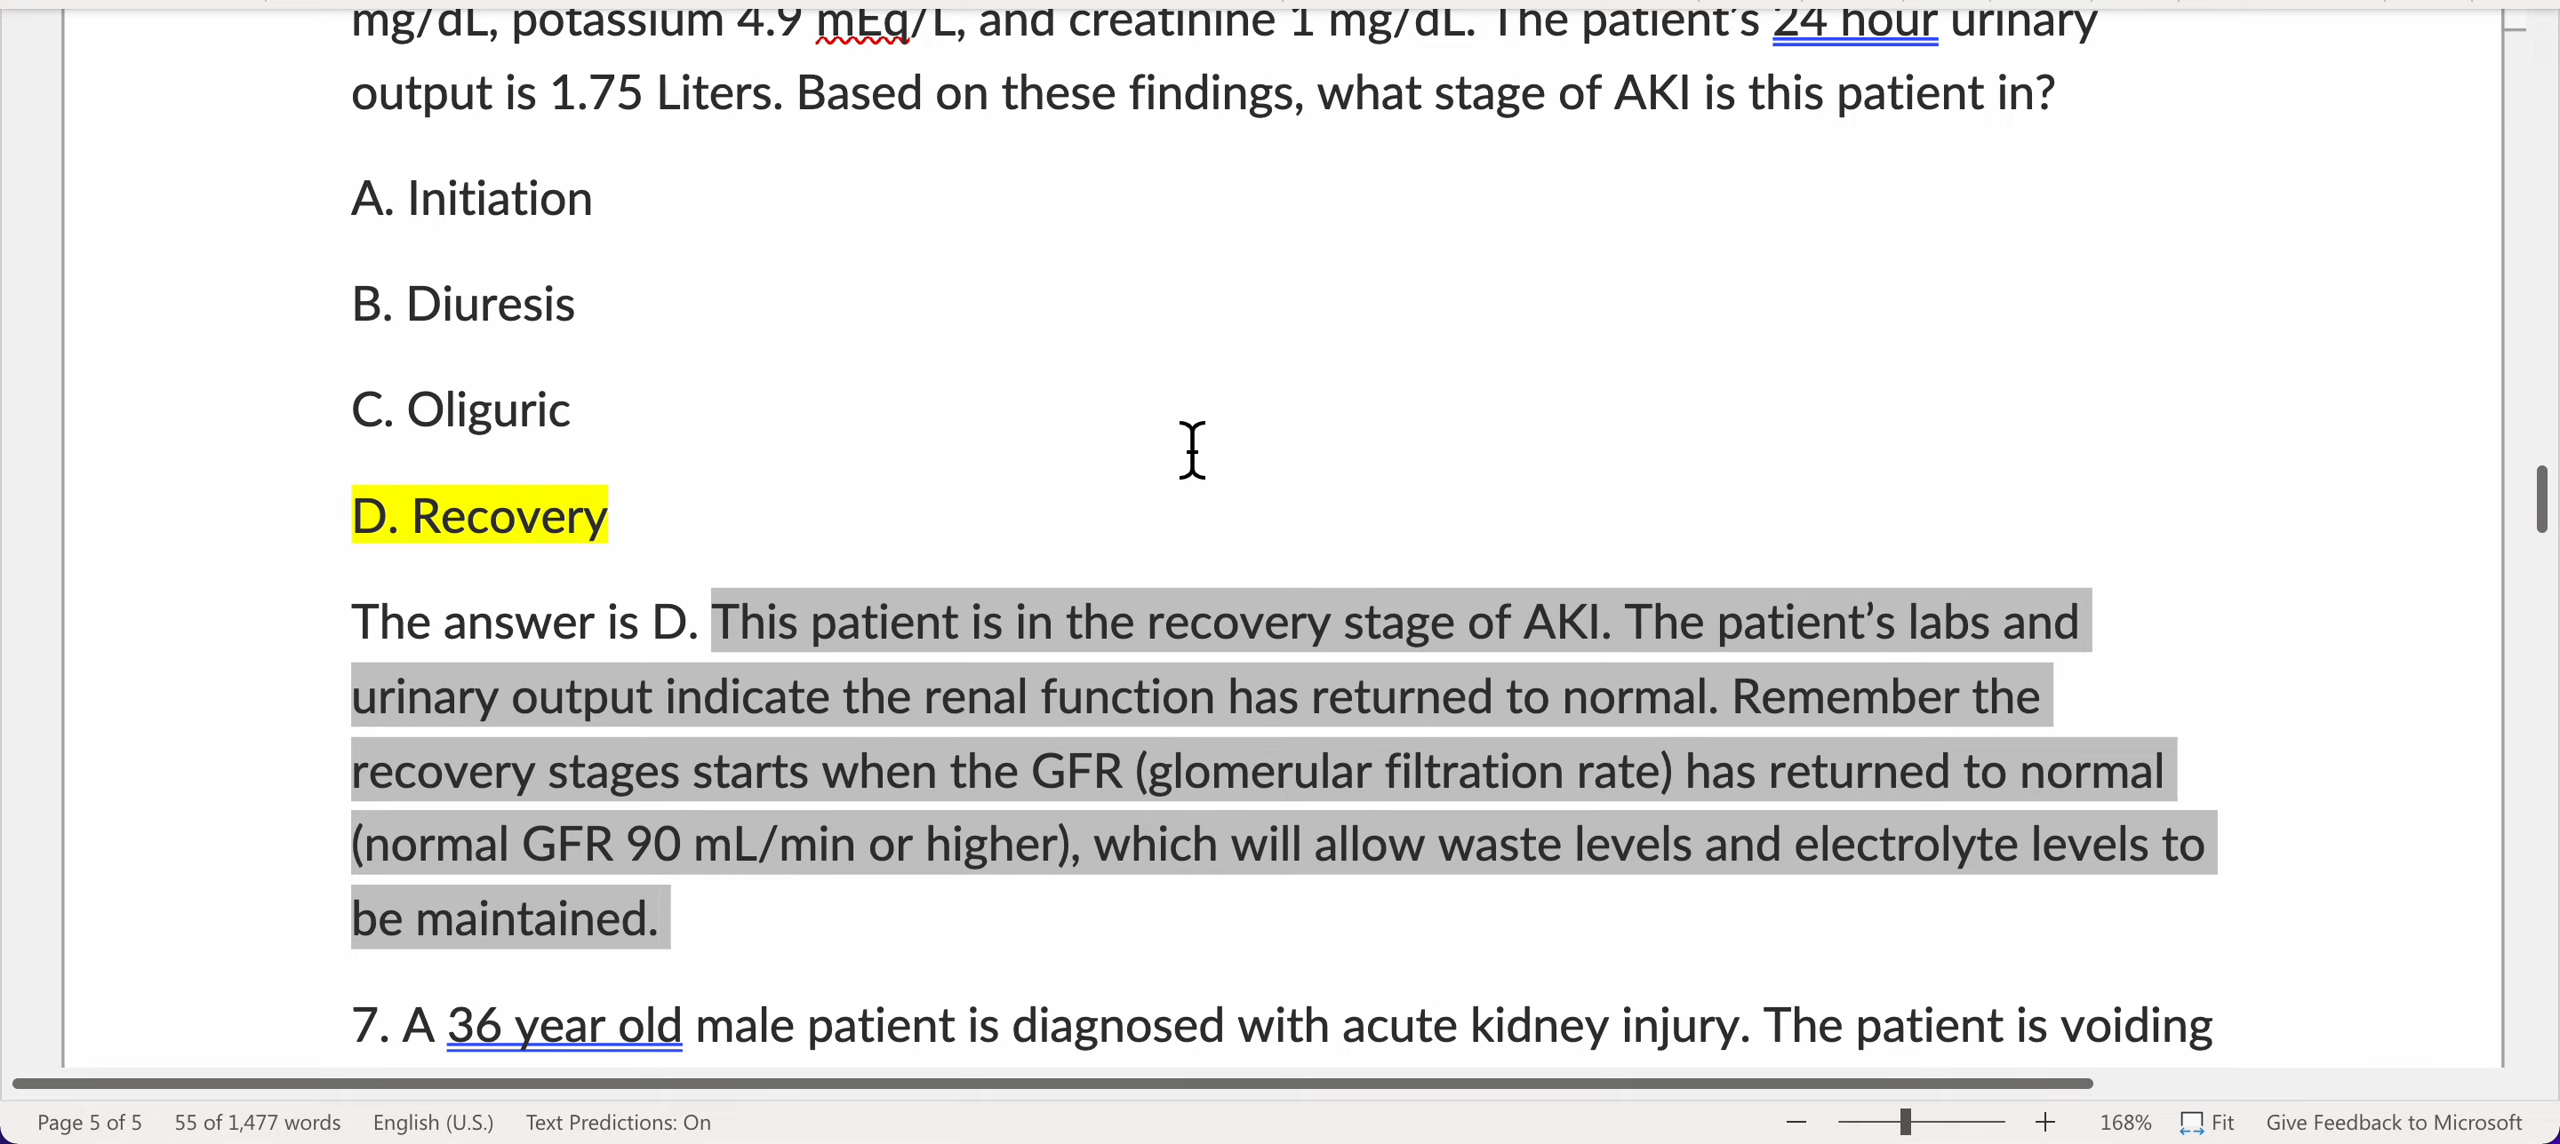 mg/dL, potassium 4.9 mEq/L, and creatinine 1 mg/dL. The patient’s 24 hour urinary
output is 1.75 Liters. Based on these findings, what stage of AKI is this patient in?
A. Initiation
B. Diuresis
C. Oliguric
D. Recovery
The answer is D. This patient is in the recovery stage of AKI. The patient’s labs and
urinary output indicate the renal function has returned to normal. Remember the
recovery stages starts when the GFR (glomerular filtration rate) has returned to normal
(normal GFR 90 mL/min or higher), which will allow waste levels and electrolyte levels to
be maintained.
7. A 36 year old male patient is diagnosed with acute kidney injury. The patient is voiding
Page 5 of 5 55 of 1,477 words English (U.S.) Text Predictions: On 168% Fit Give Feedback to Microsoft